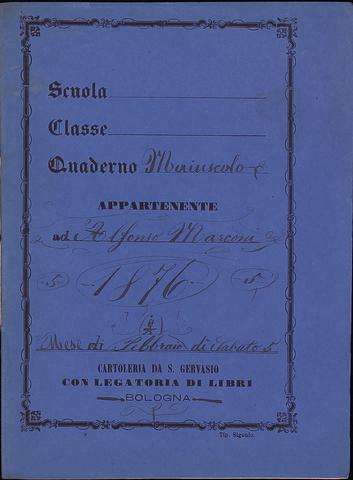 Scuola
Classe
Quaderno Maiuscolo
APPARTENENTE
ad Alfonso Marconi
5 1876 5
Mese di Febbraio di Sabato 5
CARTOLERIA DA S. GERVASIO
CON LEGATORIA DI LIBRI
BOLOGNA
Tip. Sigonio.